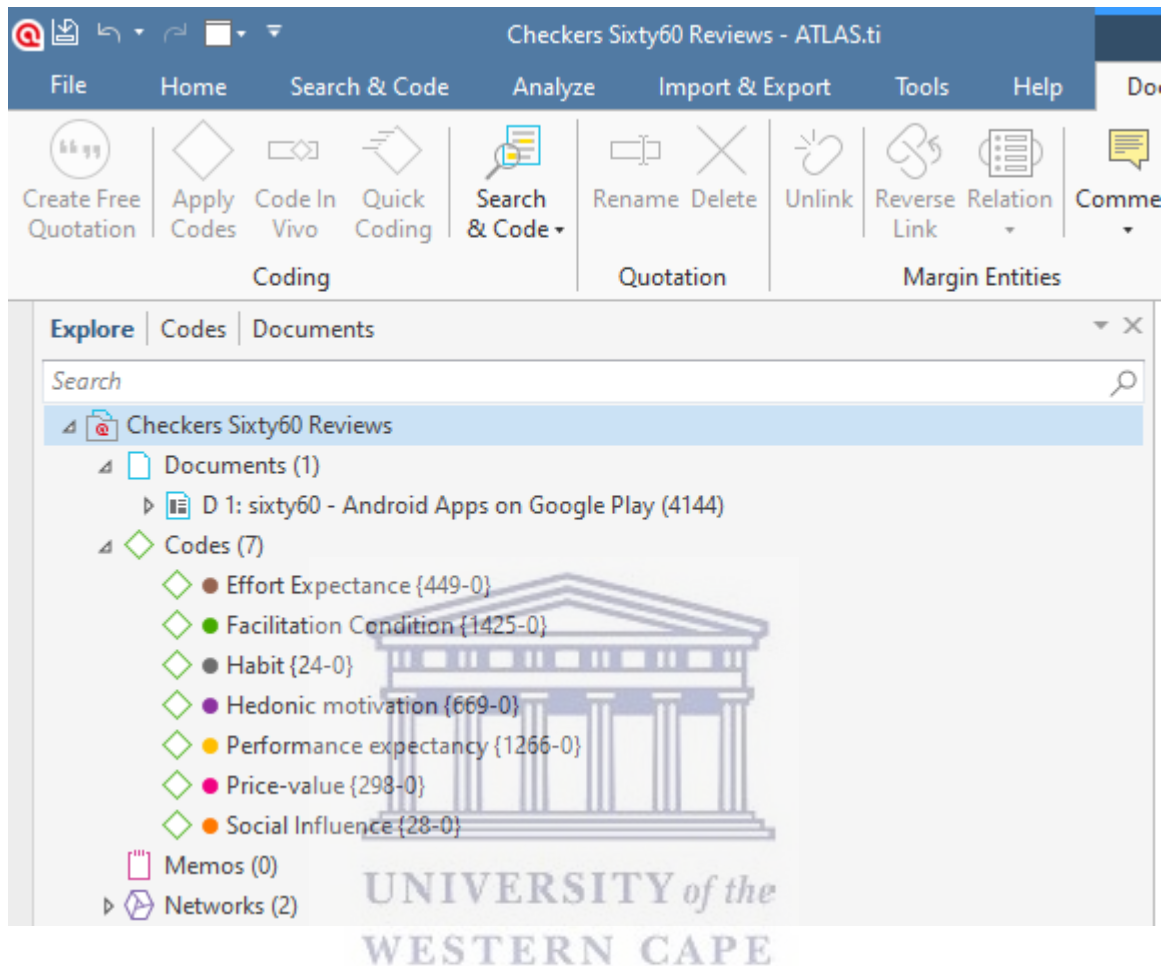 Checkers Sixty60 Reviews - ATLAS.ti
File Home Search & Code Analyze Import & Export Tools Help Do
Create Free Quotation Apply Codes Code In Vivo Quick Coding Search & Code Rename Delete Unlink Reverse Link Relation Comme
Coding Quotation Margin Entities
Explore Codes Documents
Search
Checkers Sixty60 Reviews
Documents (1)
D 1: sixty60 - Android Apps on Google Play (4144)
Codes (7)
Effort Expectance {449-0}
Facilitation Condition {1425-0}
Habit {24-0}
Hedonic motivation {669-0}
Performance expectancy {1266-0}
Price-value {298-0}
Social Influence {28-0}
Memos (0)
Networks (2)
UNIVERSITY of the
WESTERN CAPE